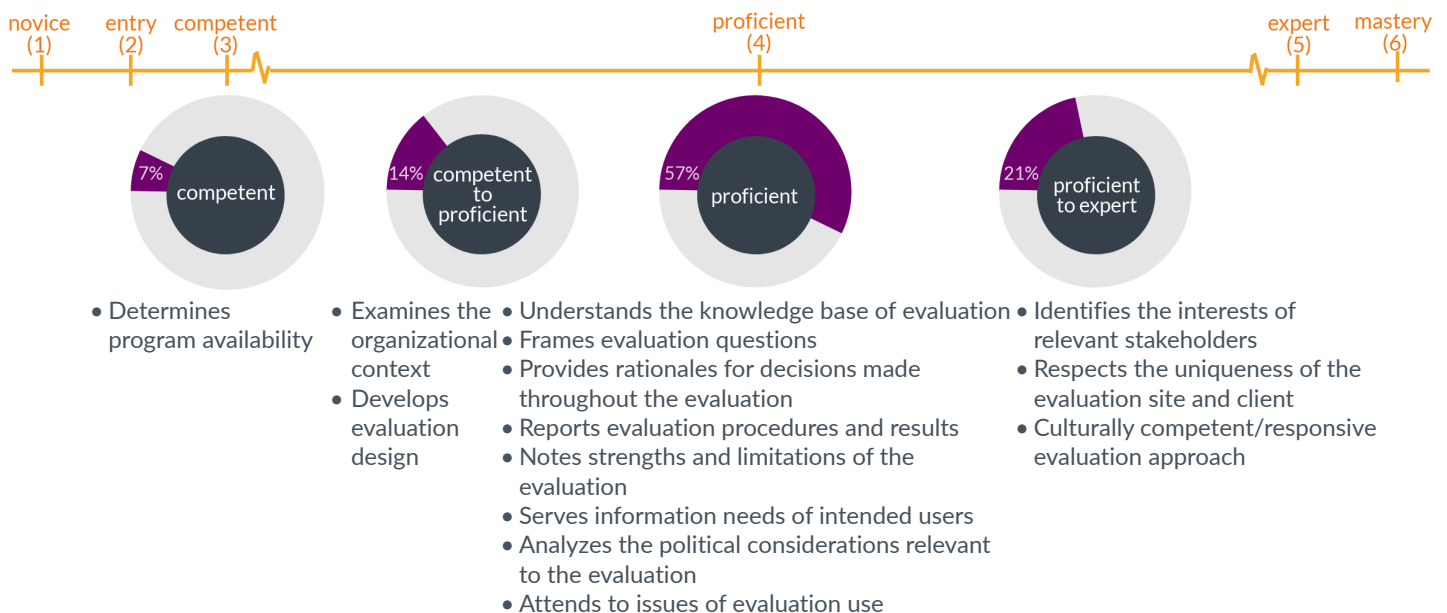 novice
(1)
entry
(2)
competent
(3)
proficient
(4)
expert
(5)
mastery
(6)
7%
competent
14%
competent
to
proficient
57%
proficient
21%
proficient
to expert
• Determines
program availability
• Examines the
organizational
context
• Develops
evaluation
design
• Understands the knowledge base of evaluation
• Frames evaluation questions
• Provides rationales for decisions made
throughout the evaluation
• Reports evaluation procedures and results
• Notes strengths and limitations of the
evaluation
• Serves information needs of intended users
• Analyzes the political considerations relevant
to the evaluation
• Attends to issues of evaluation use
• Identifies the interests of
relevant stakeholders
• Respects the uniqueness of the
evaluation site and client
• Culturally competent/responsive
evaluation approach